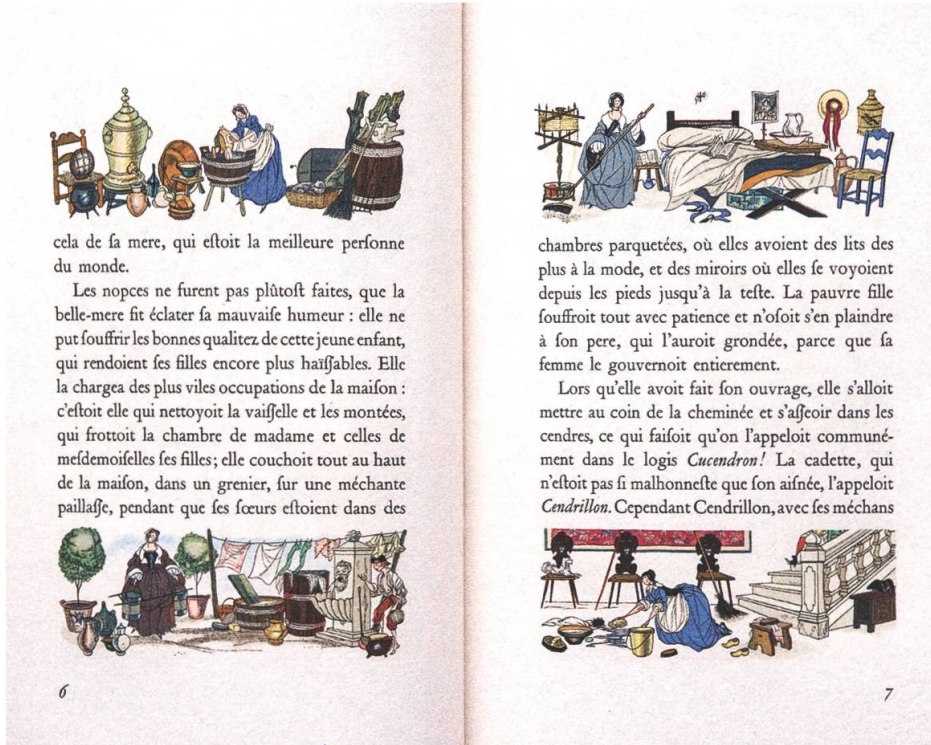 cela de ſa mere, qui eſtoit la meilleure perſonne
du monde.
Les nopces ne furent pas plûtoſt faites, que la
belle-mere fit éclater ſa mauvaiſe humeur : elle ne
put ſouffrir les bonnes qualitez de cette jeune enfant,
qui rendoient ſes filles encore plus haïſſables. Elle
la chargea des plus viles occupations de la maiſon :
c'eſtoit elle qui nettoyoit la vaiſſelle et les montées,
qui frottoit la chambre de madame et celles de
meſdemoiſelles ſes filles; elle couchoit tout au haut
de la maiſon, dans un grenier, ſur une méchante
paillaſſe, pendant que ſes ſœurs eſtoient dans des
6
chambres parquetées, où elles avoient des lits des
plus à la mode, et des miroirs où elles ſe voyoient
depuis les pieds jusqu'à la teſte. La pauvre fille
ſouffroit tout avec patience et n'oſoit s'en plaindre
à ſon pere, qui l'auroit grondée, parce que ſa
femme le gouvernoit entierement.
Lors qu'elle avoit fait ſon ouvrage, elle s'alloit
mettre au coin de la cheminée et s'aſſeoir dans les
cendres, ce qui faiſoit qu'on l'appeloit communé-
ment dans le logis Cucendron! La cadette, qui
n'eſtoit pas ſi malhonneſte que ſon aiſnée, l'appeloit
Cendrillon. Cependant Cendrillon, avec ſes méchans
7